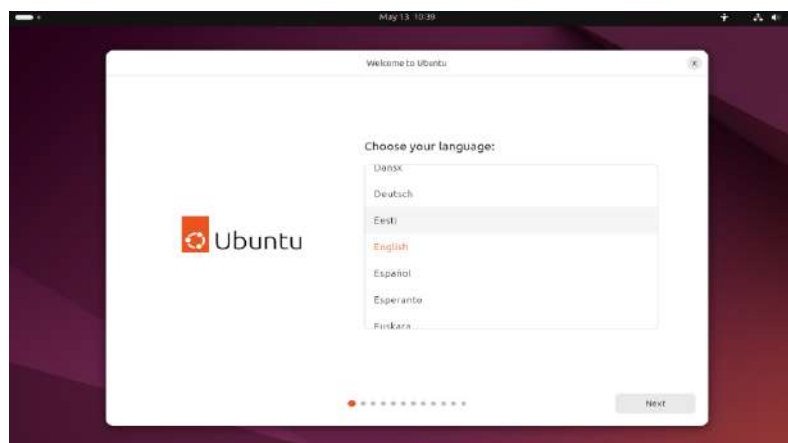 May 13 10:39
Welcome to Ubuntu
Choose your language:
Dansk
Deutsch
Eesti
English
Español
Esperanto
Euskara
Ubuntu
Next